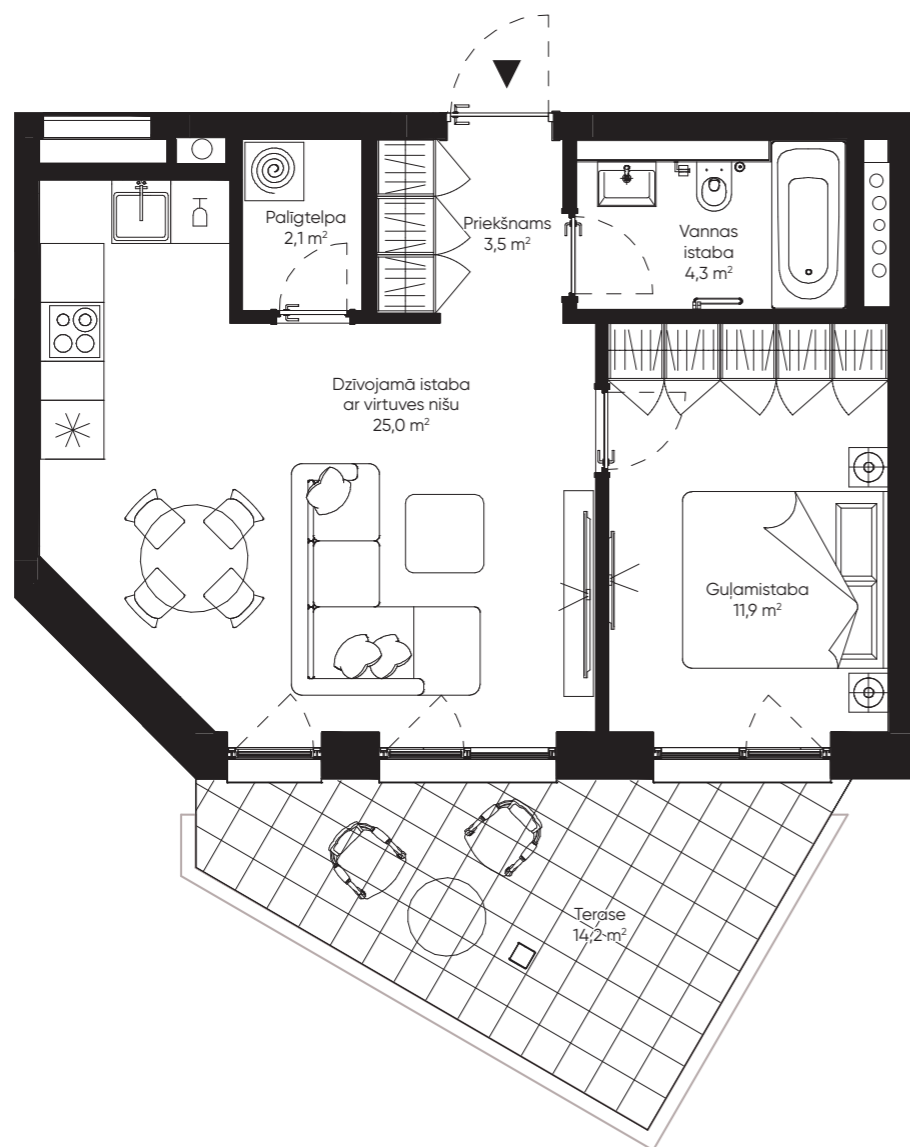 Palīgtelpa
2,1 m²
Priekšnams
3,5 m²
Vannas
istaba
4,3 m²
Dzīvojamā istaba
ar virtuves nišu
25,0 m²
Guļamistaba
11,9 m²
Terase
14,2 m²